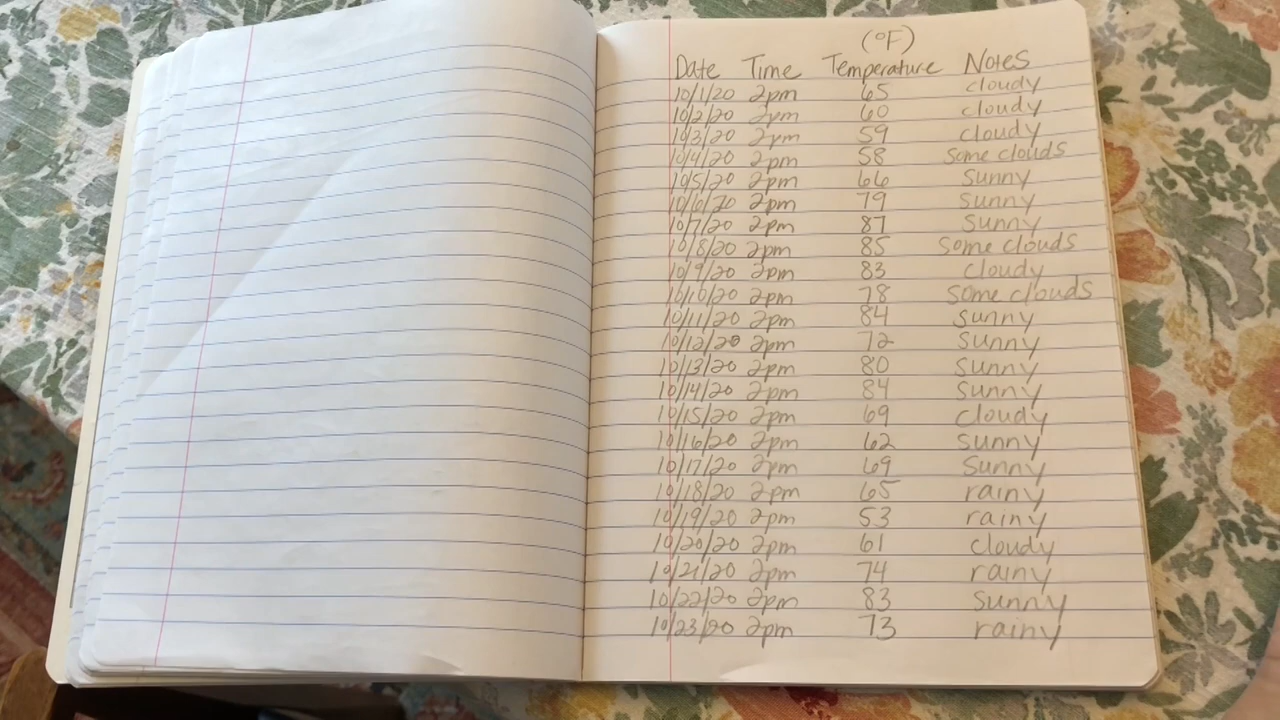 (°F)
Date Time Temperature Notes
10/1/20 2pm 65 cloudy
10/2/20 2pm 60 cloudy
10/3/20 2pm 59 cloudy
10/4/20 2pm 58 some clouds
10/5/20 2pm 66 sunny
10/6/20 2pm 79 sunny
10/7/20 2pm 87 sunny
10/8/20 2pm 85 some clouds
10/9/20 2pm 83 cloudy
10/10/20 2pm 78 some clouds
10/11/20 2pm 84 sunny
10/12/20 2pm 72 sunny
10/13/20 2pm 80 sunny
10/14/20 2pm 84 sunny
10/15/20 2pm 69 cloudy
10/16/20 2pm 62 sunny
10/17/20 2pm 69 sunny
10/18/20 2pm 65 rainy
10/19/20 2pm 53 rainy
10/20/20 2pm 61 cloudy
10/21/20 2pm 74 rainy
10/22/20 2pm 83 sunny
10/23/20 2pm 73 rainy